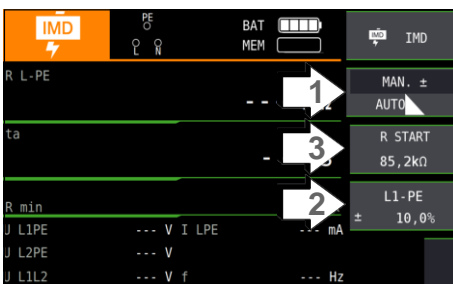 IMD
PE
L N
BAT
MEM
IMD
R L-PE
- -
1
MAN. ±
AUTO
ta
-
3
R START
85,2kΩ
R min
2
L1-PE
± 10,0%
U L1PE --- V I LPE --- mA
U L2PE --- V
U L1L2 --- V f --- Hz